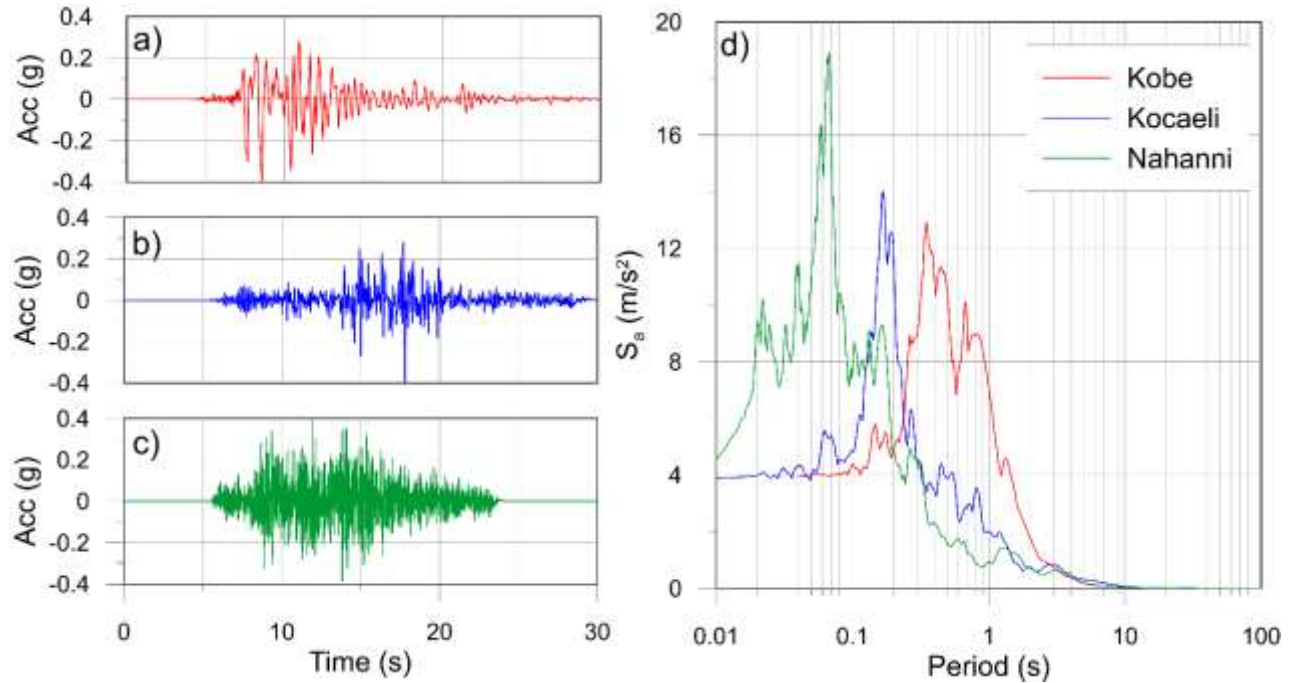 a)
Acc (g)
0.4
0.2
0
-0.2
-0.4
b)
Acc (g)
0.4
0.2
0
-0.2
-0.4
c)
Acc (g)
0.4
0.2
0
-0.2
-0.4
0 10 20 30
Time (s)
d)
Kobe
Kocaeli
Nahanni
Sₐ (m/s²)
20
16
12
8
4
0
0.01 0.1 1 10 100
Period (s)